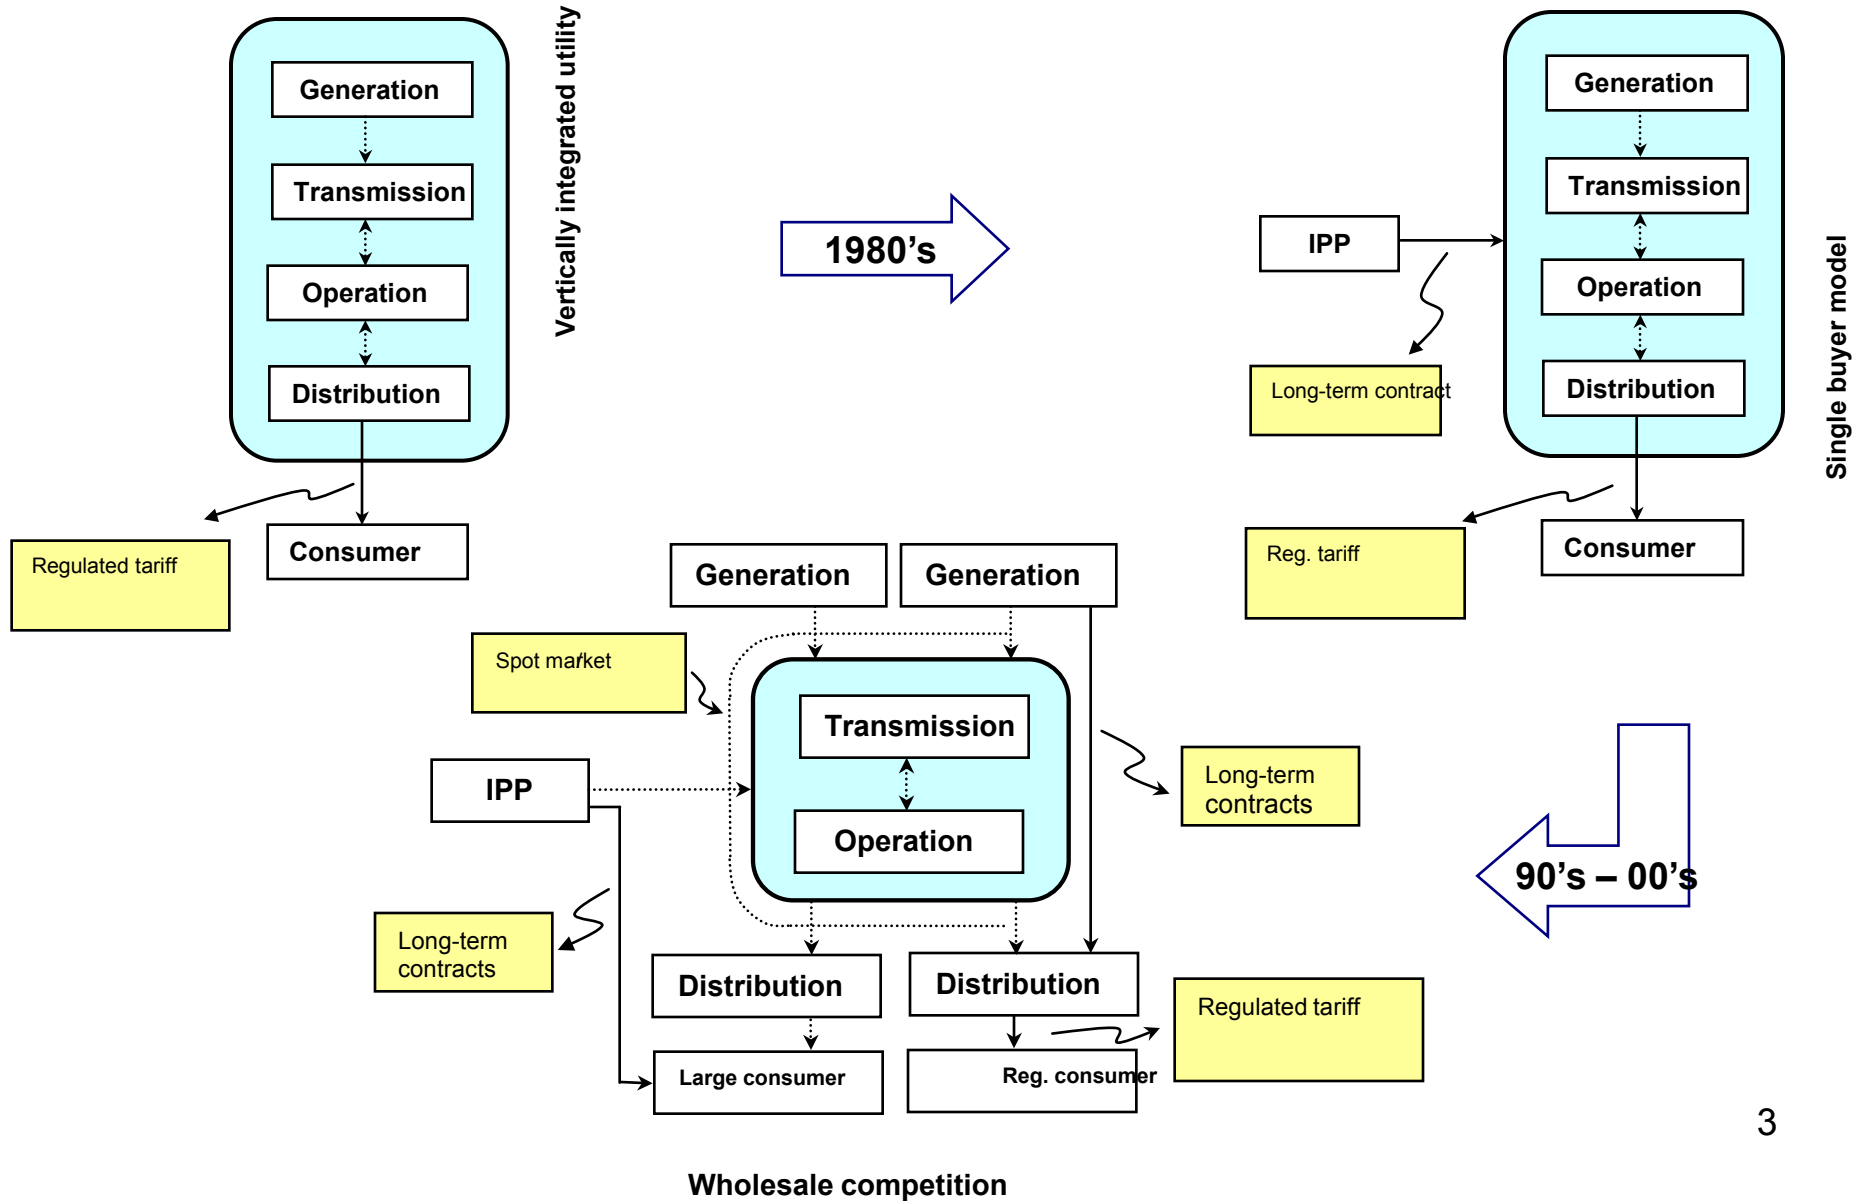 Vertically integrated utility
Generation
Transmission
Operation
Distribution
Consumer
Regulated tariff
1980’s
Single buyer model
Generation
Transmission
Operation
Distribution
Consumer
IPP
Long-term contract
Reg. tariff
90’s – 00’s
Generation
Generation
Spot market
Transmission
Operation
IPP
Long-term
contracts
Long-term
contracts
Distribution
Distribution
Regulated tariff
Large consumer
Reg. consumer
3
Wholesale competition